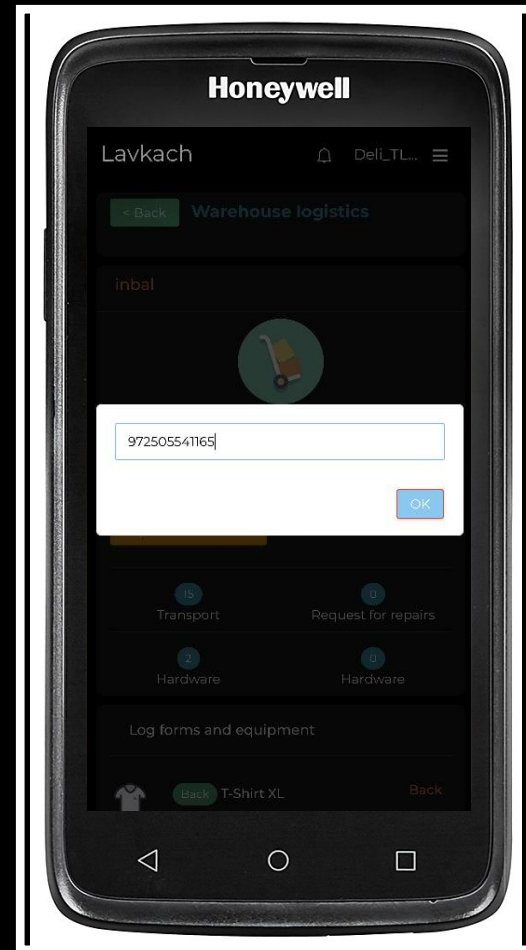 Honeywell
Lavkach Deli_TL...
< Back Warehouse logistics
inbal
972505541165
OK
15 0
Transport Request for repairs
2 0
Hardware Hardware
Log forms and equipment
Back T-Shirt XL Back